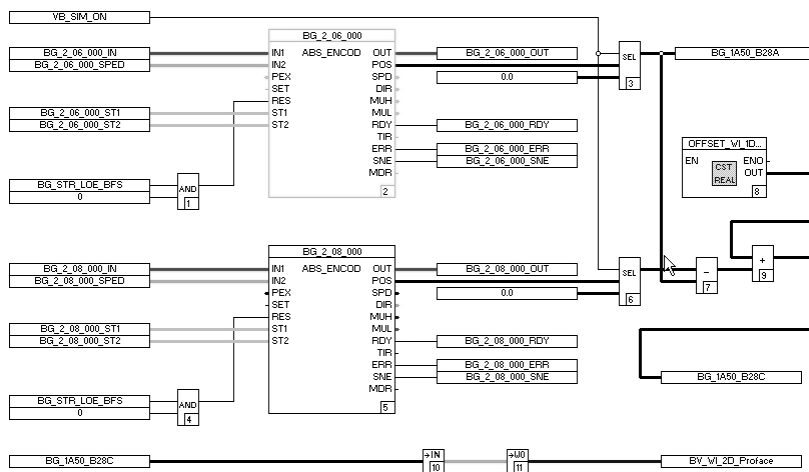 VB_SIM_ON
BG_2_06_000
BG_2_06_000_IN
BG_2_06_000_SPED
BG_2_06_000_ST1
BG_2_06_000_ST2
BG_STR_LOE_BFS
0
AND
1
IN1 ABS_ENCOD OUT
IN2 POS
PEX SPD
SET DIR
RES MUH
ST1 MUL
ST2 RDY
TIR
ERR
SNE
MDR
2
BG_2_06_000_OUT
0.0
BG_2_06_000_RDY
BG_2_06_000_ERR
BG_2_06_000_SNE
SEL
3
BG_1A50_B28A
OFFSET_WI_1D...
EN ENO
CST OUT
REAL
8
BG_2_08_000
BG_2_08_000_IN
BG_2_08_000_SPED
BG_2_08_000_ST1
BG_2_08_000_ST2
BG_STR_LOE_BFS
0
AND
4
IN1 ABS_ENCOD OUT
IN2 POS
PEX SPD
SET DIR
RES MUH
ST1 MUL
ST2 RDY
TIR
ERR
SNE
MDR
5
BG_2_08_000_OUT
0.0
BG_2_08_000_RDY
BG_2_08_000_ERR
BG_2_08_000_SNE
SEL
6
-
7
+
9
BG_1A50_B28C
BG_1A50_B28C
→IN
10
→W0
11
BV_WI_2D_Proface